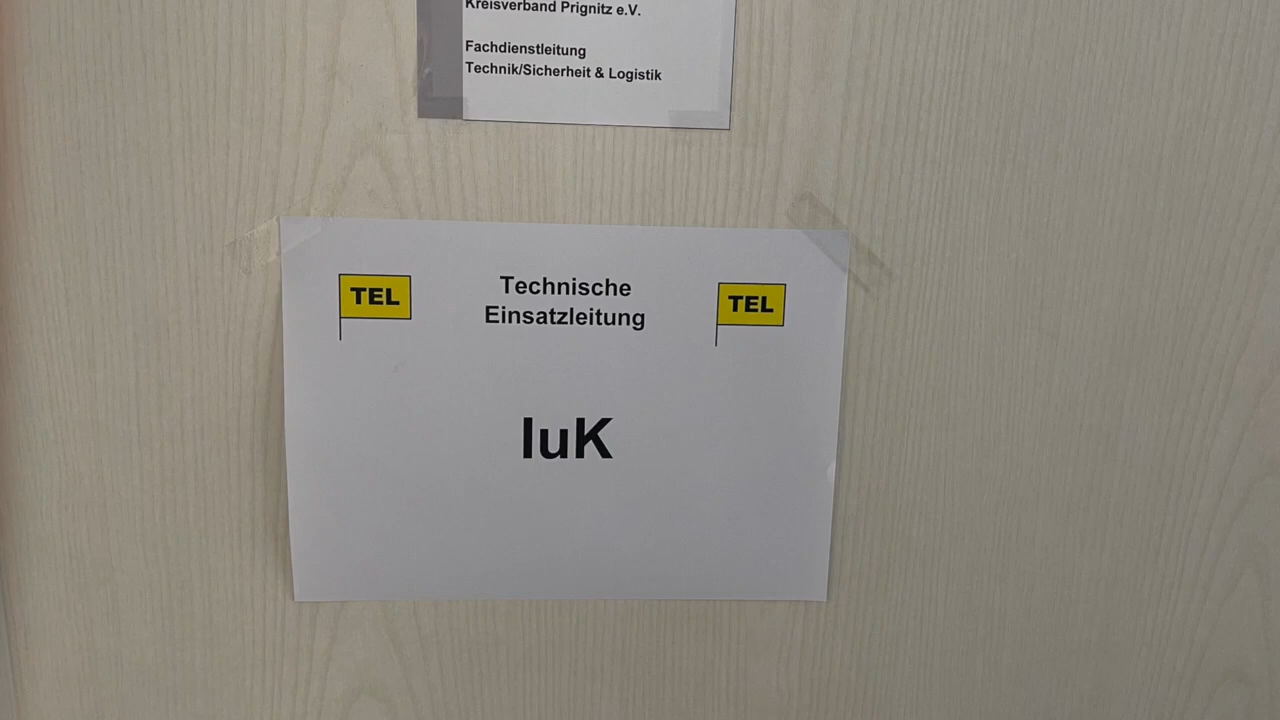 Kreisverband Prignitz e.V.
Fachdienstleitung
Technik/Sicherheit & Logistik
TEL
Technische
Einsatzleitung
TEL
IuK